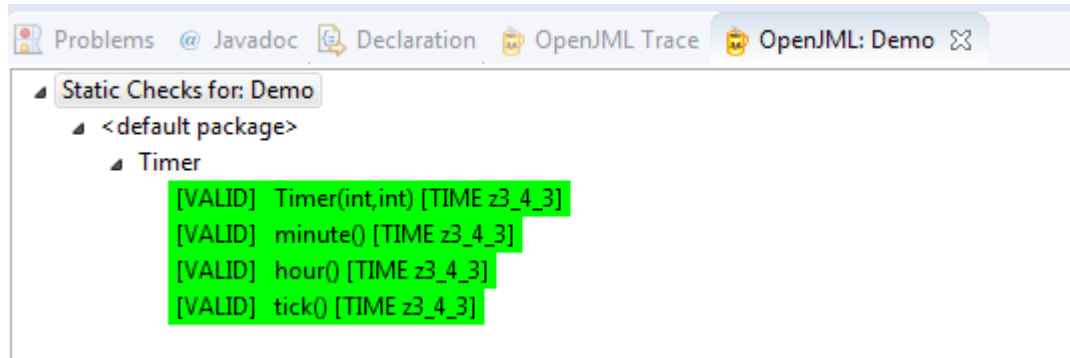 Problems @ Javadoc Declaration OpenJML Trace OpenJML: Demo
Static Checks for: Demo
<default package>
Timer
[VALID] Timer(int,int) [TIME z3_4_3]
[VALID] minute() [TIME z3_4_3]
[VALID] hour() [TIME z3_4_3]
[VALID] tick() [TIME z3_4_3]